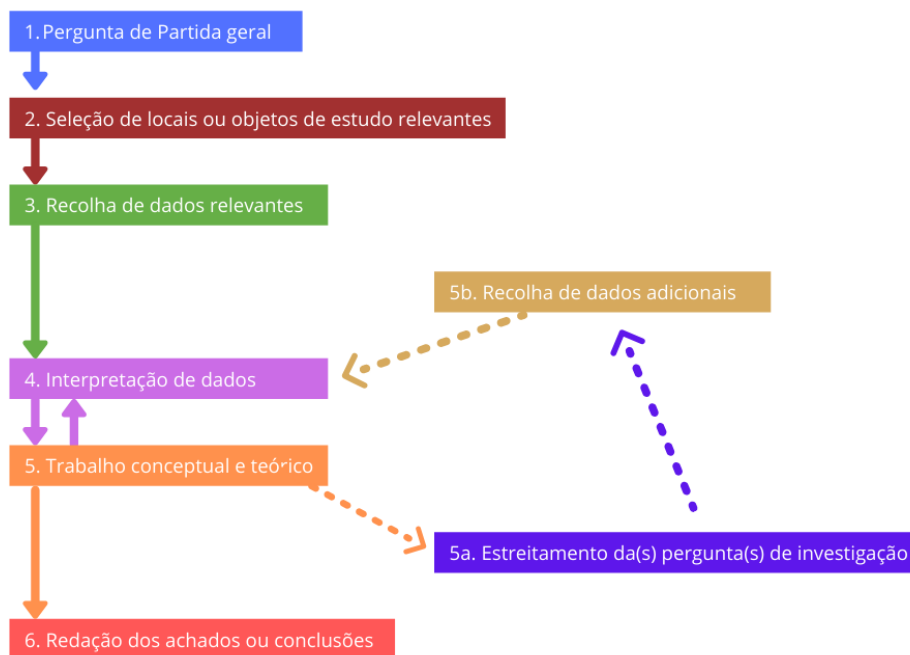 1. Pergunta de Partida geral
2. Seleção de locais ou objetos de estudo relevantes
3. Recolha de dados relevantes
5b. Recolha de dados adicionais
4. Interpretação de dados
5. Trabalho conceptual e teórico
5a. Estreitamento da(s) pergunta(s) de investigação
6. Redação dos achados ou conclusões